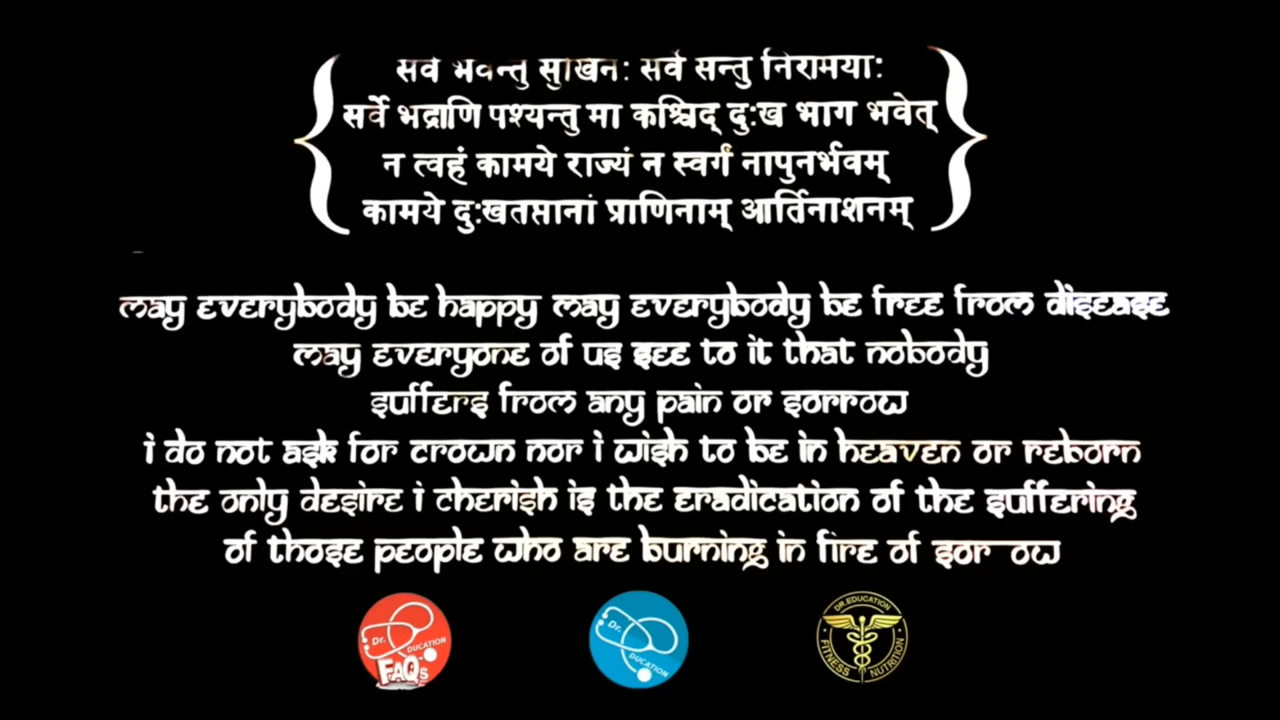 सर्वे भवन्तु सुखिन: सर्वे सन्तु निरामया:
सर्वे भद्राणि पश्यन्तु मा कश्चिद् दु:ख भाग भवेत्
न त्वहं कामये राज्यं न स्वर्गं नापुनर्भवम्
कामये दु:खतप्तानां प्राणिनाम् आर्तिनाशनम्
may everybody be happy may everybody be free from disease
may everyone of us see to it that nobody
suffers from any pain or sorrow
i do not ask for crown nor i wish to be in heaven or reborn
the only desire i cherish is the eradication of the suffering
of those people who are burning in fire of sorrow
Dr. EDUCATION FAQs
Dr. EDUCATION
DR.EDUCATION FITNESS NUTRITION